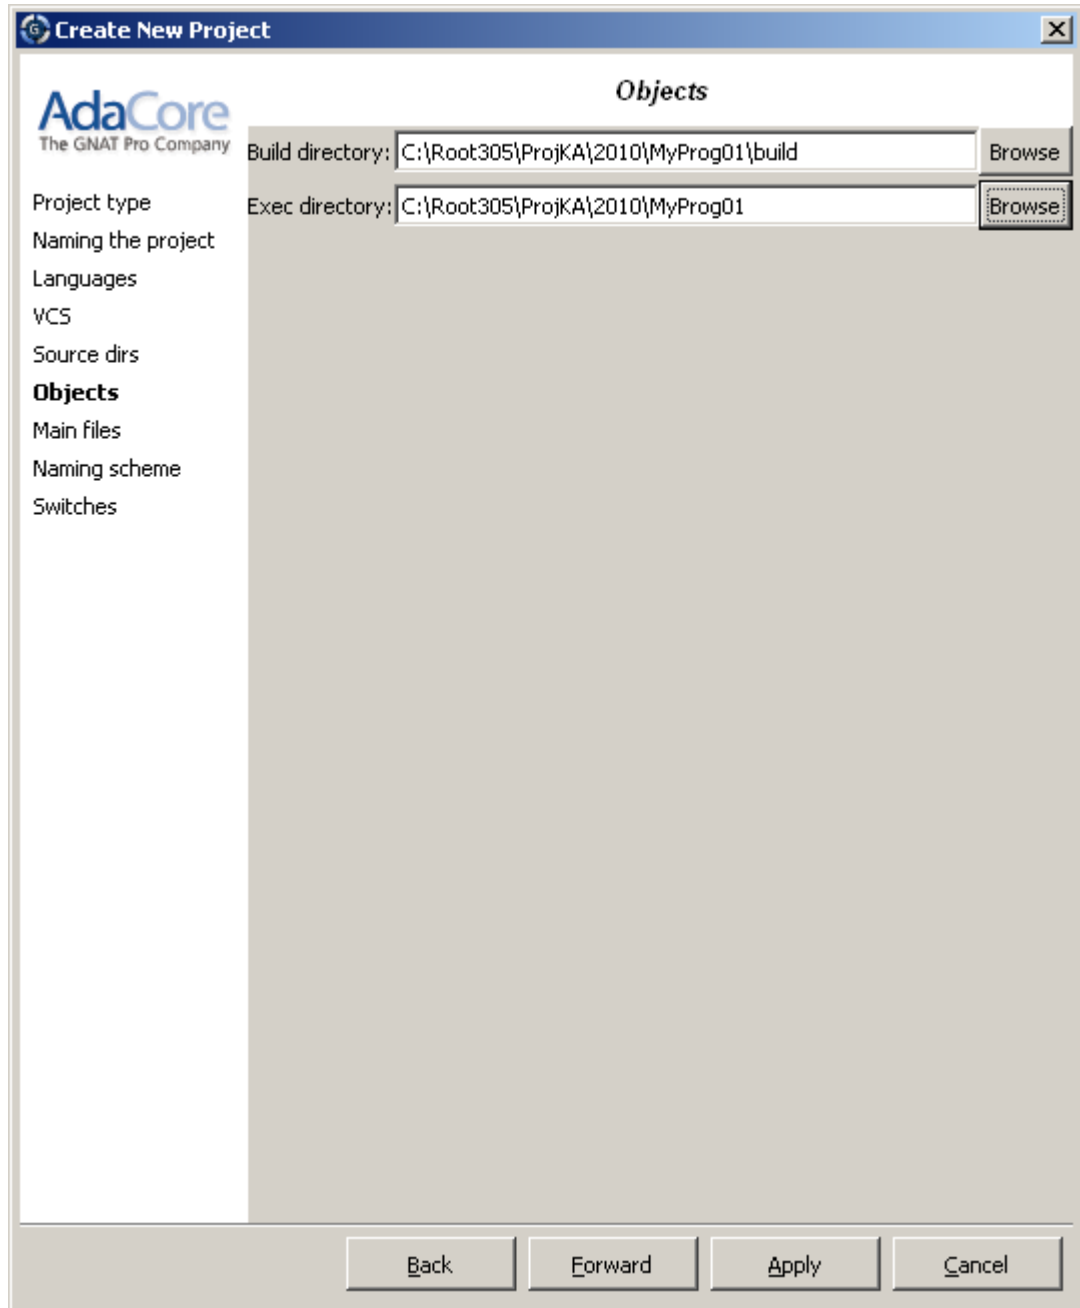 Create New Project
AdaCore
The GNAT Pro Company
Objects
Build directory: C:\Root305\ProjKA\2010\MyProg01\build Browse
Exec directory: C:\Root305\ProjKA\2010\MyProg01 Browse
Project type
Naming the project
Languages
VCS
Source dirs
Objects
Main files
Naming scheme
Switches
Back Forward Apply Cancel